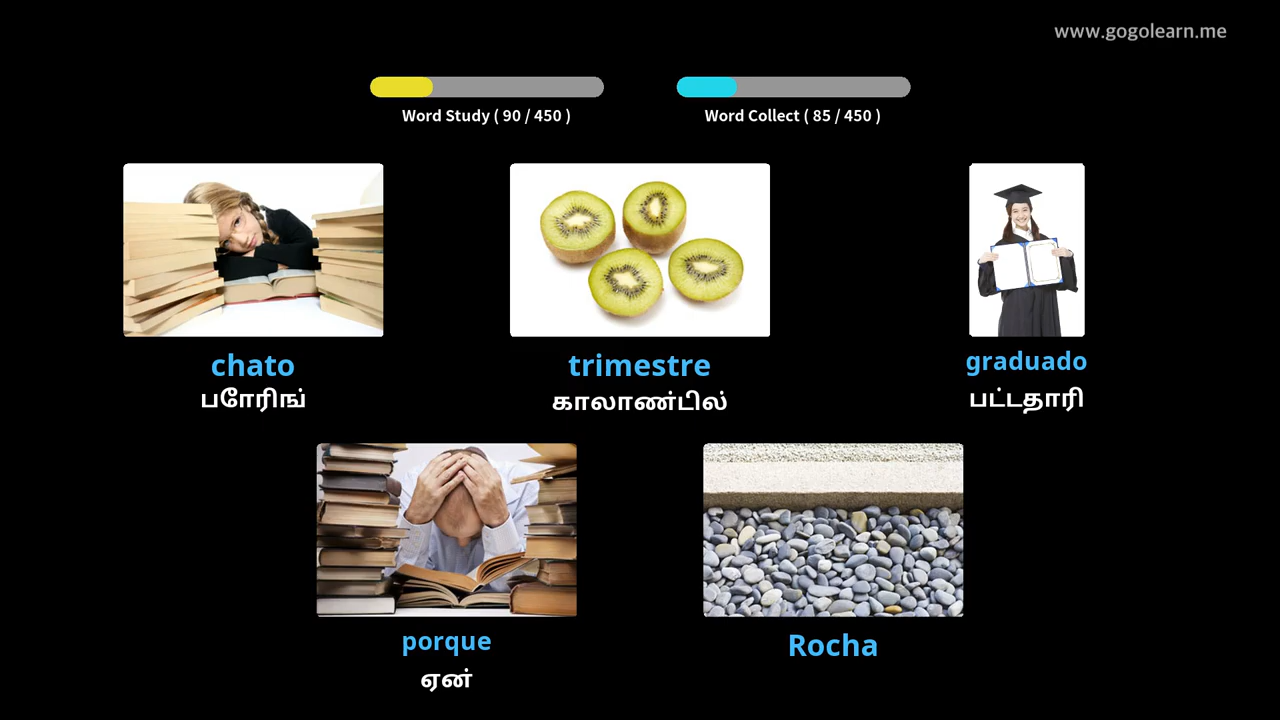 www.gogolearn.me
Word Study ( 90 / 450 )
Word Collect ( 85 / 450 )
chato
போரிங்
trimestre
காலாண்டில்
graduado
பட்டதாரி
porque
ஏன்
Rocha